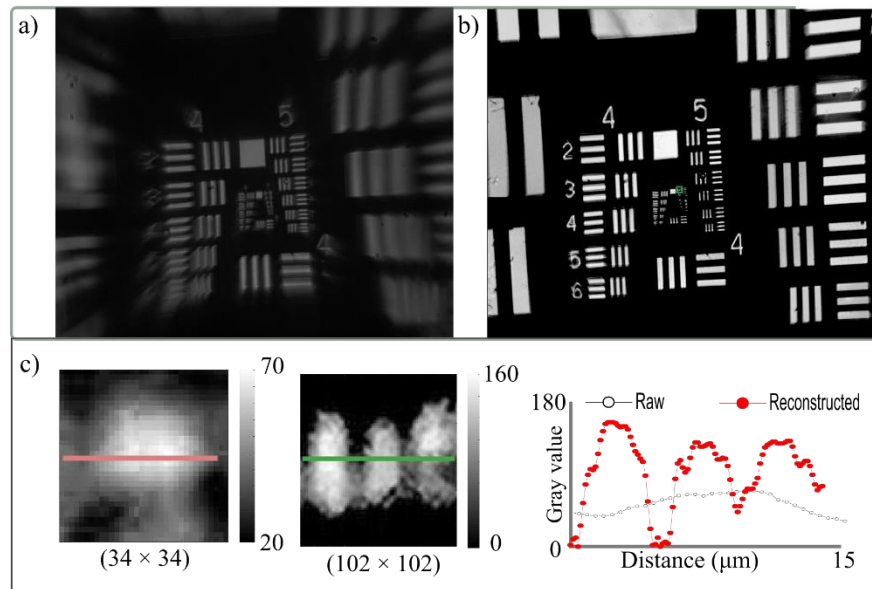 a)
4
5
4
b)
4
5
2
3
4
5
6
4
c)
70
20
(34 × 34)
160
0
(102 × 102)
180
Raw
Reconstructed
Gray value
0
Distance (μm)
15